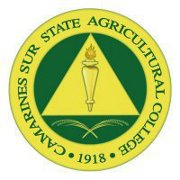 CAMARINES SUR STATE AGRICULTURAL COLLEGE
• 1918 •